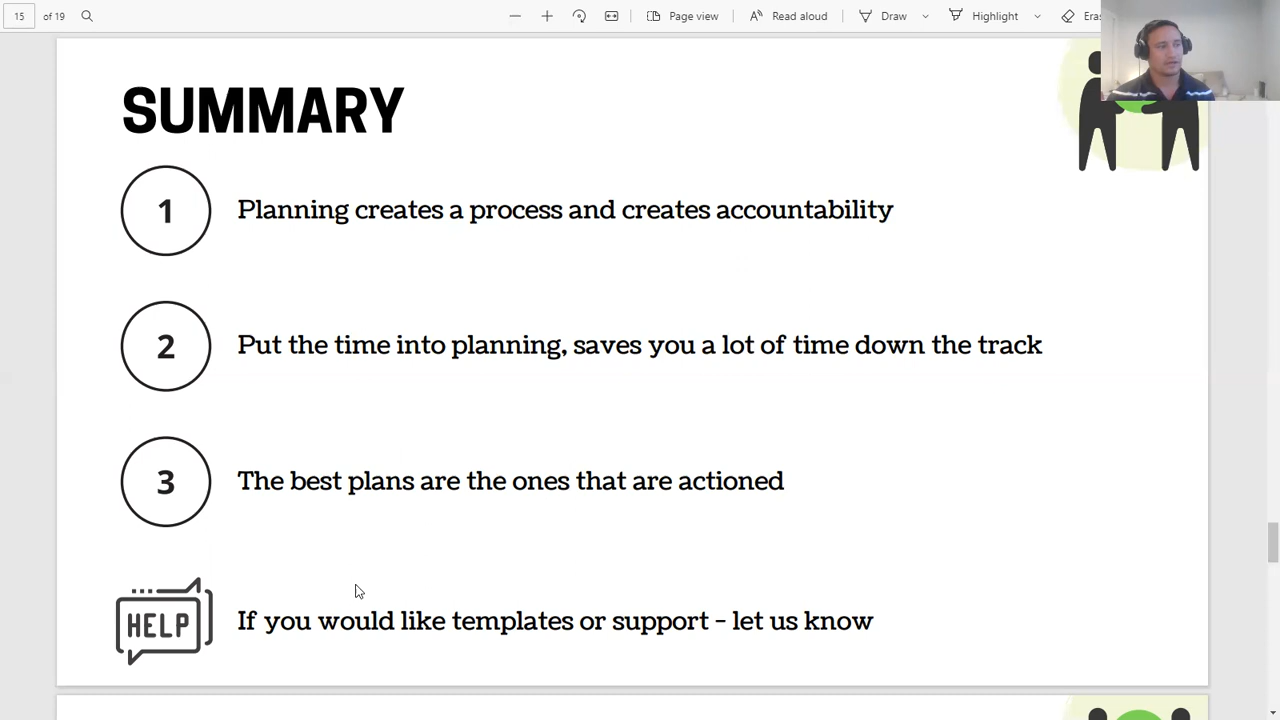 15 of 19 Page view Read aloud Draw Highlight
SUMMARY
1 Planning creates a process and creates accountability
2 Put the time into planning, saves you a lot of time down the track
3 The best plans are the ones that are actioned
HELP If you would like templates or support - let us know